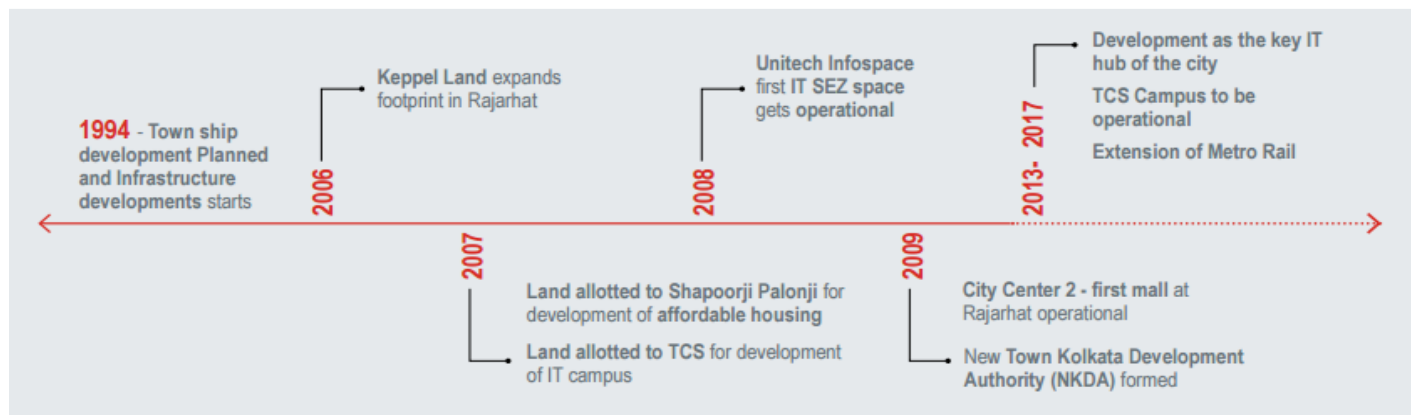 1994 - Town ship
development Planned
and Infrastructure
developments starts
2006
Keppel Land expands
footprint in Rajarhat
2007
Land allotted to Shapoorji Palonji for
development of affordable housing
Land allotted to TCS for development
of IT campus
2008
Unitech Infospace
first IT SEZ space
gets operational
2009
City Center 2 - first mall at
Rajarhat operational
New Town Kolkata Development
Authority (NKDA) formed
2013- 2017
Development as the key IT
hub of the city
TCS Campus to be
operational
Extension of Metro Rail